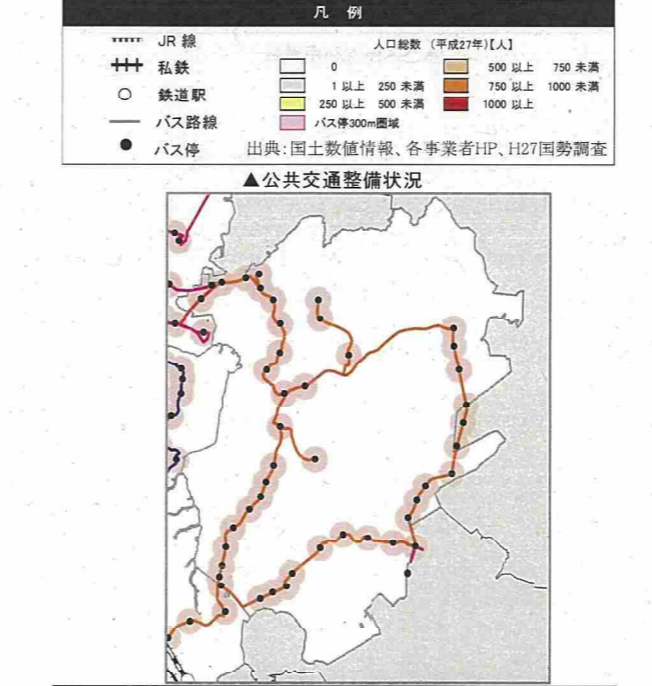 凡 例
JR 線
私鉄
鉄道駅
バス路線
バス停
人口総数 (平成27年)【人】
0
1 以上 250 未満
250 以上 500 未満
バス停300m圏域
500 以上 750 未満
750 以上 1000 未満
1000 以上
出典:国土数値情報、各事業者HP、H27国勢調査
▲公共交通整備状況